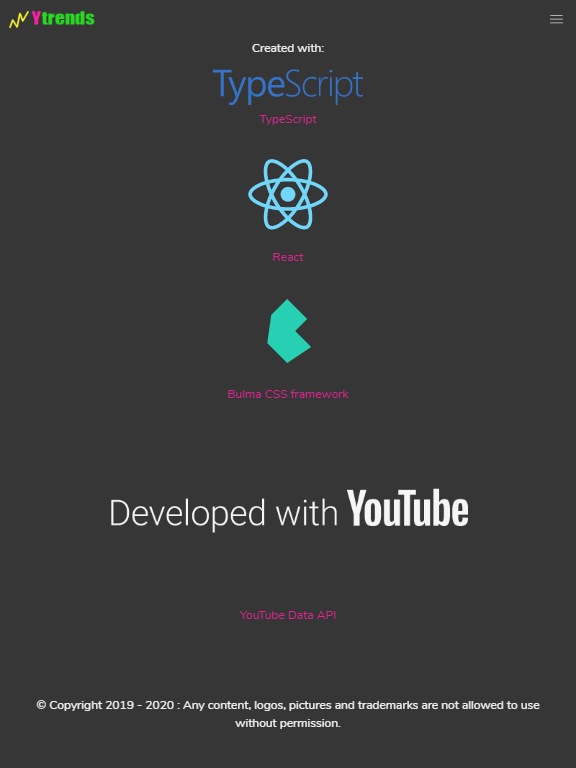 Ytrends
Created with:
TypeScript
TypeScript
React
Bulma CSS framework
Developed with YouTube
YouTube Data API
© Copyright 2019 - 2020 : Any content, logos, pictures and trademarks are not allowed to use
without permission.